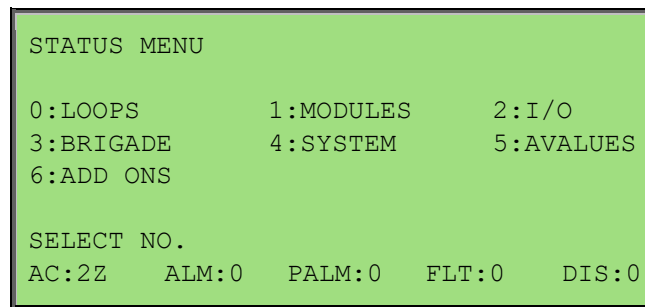 STATUS MENU
0:LOOPS 1:MODULES 2:I/O
3:BRIGADE 4:SYSTEM 5:AVALUES
6:ADD ONS
SELECT NO.
AC:2Z ALM:0 PALM:0 FLT:0 DIS:0